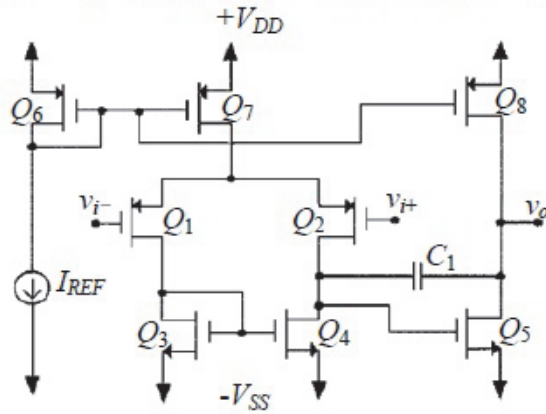 +V_DD
Q_6
Q_7
Q_8
v_i-
Q_1
Q_2
v_i+
v_o
C_1
I_REF
Q_3
Q_4
Q_5
-V_SS